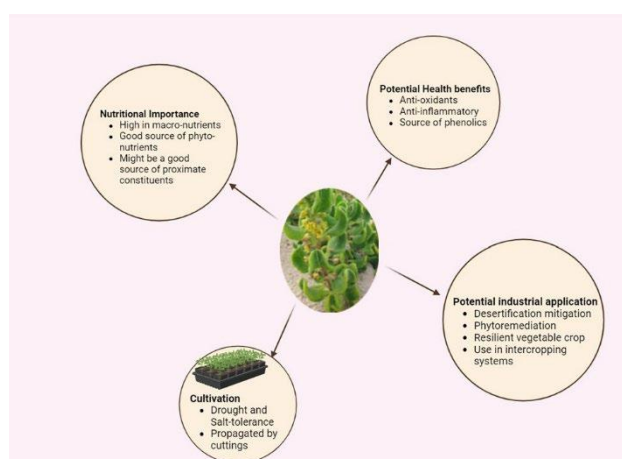 Nutritional Importance
• High in macro-nutrients
• Good source of phyto-
nutrients
• Might be a good
source of proximate
constituents
Potential Health benefits
• Anti-oxidants
• Anti-inflammatory
• Source of phenolics
Potential industrial application
• Desertification mitigation
• Phytoremediation
• Resilient vegetable crop
• Use in intercropping
systems
Cultivation
• Drought and
Salt-tolerance
• Propagated by
cuttings